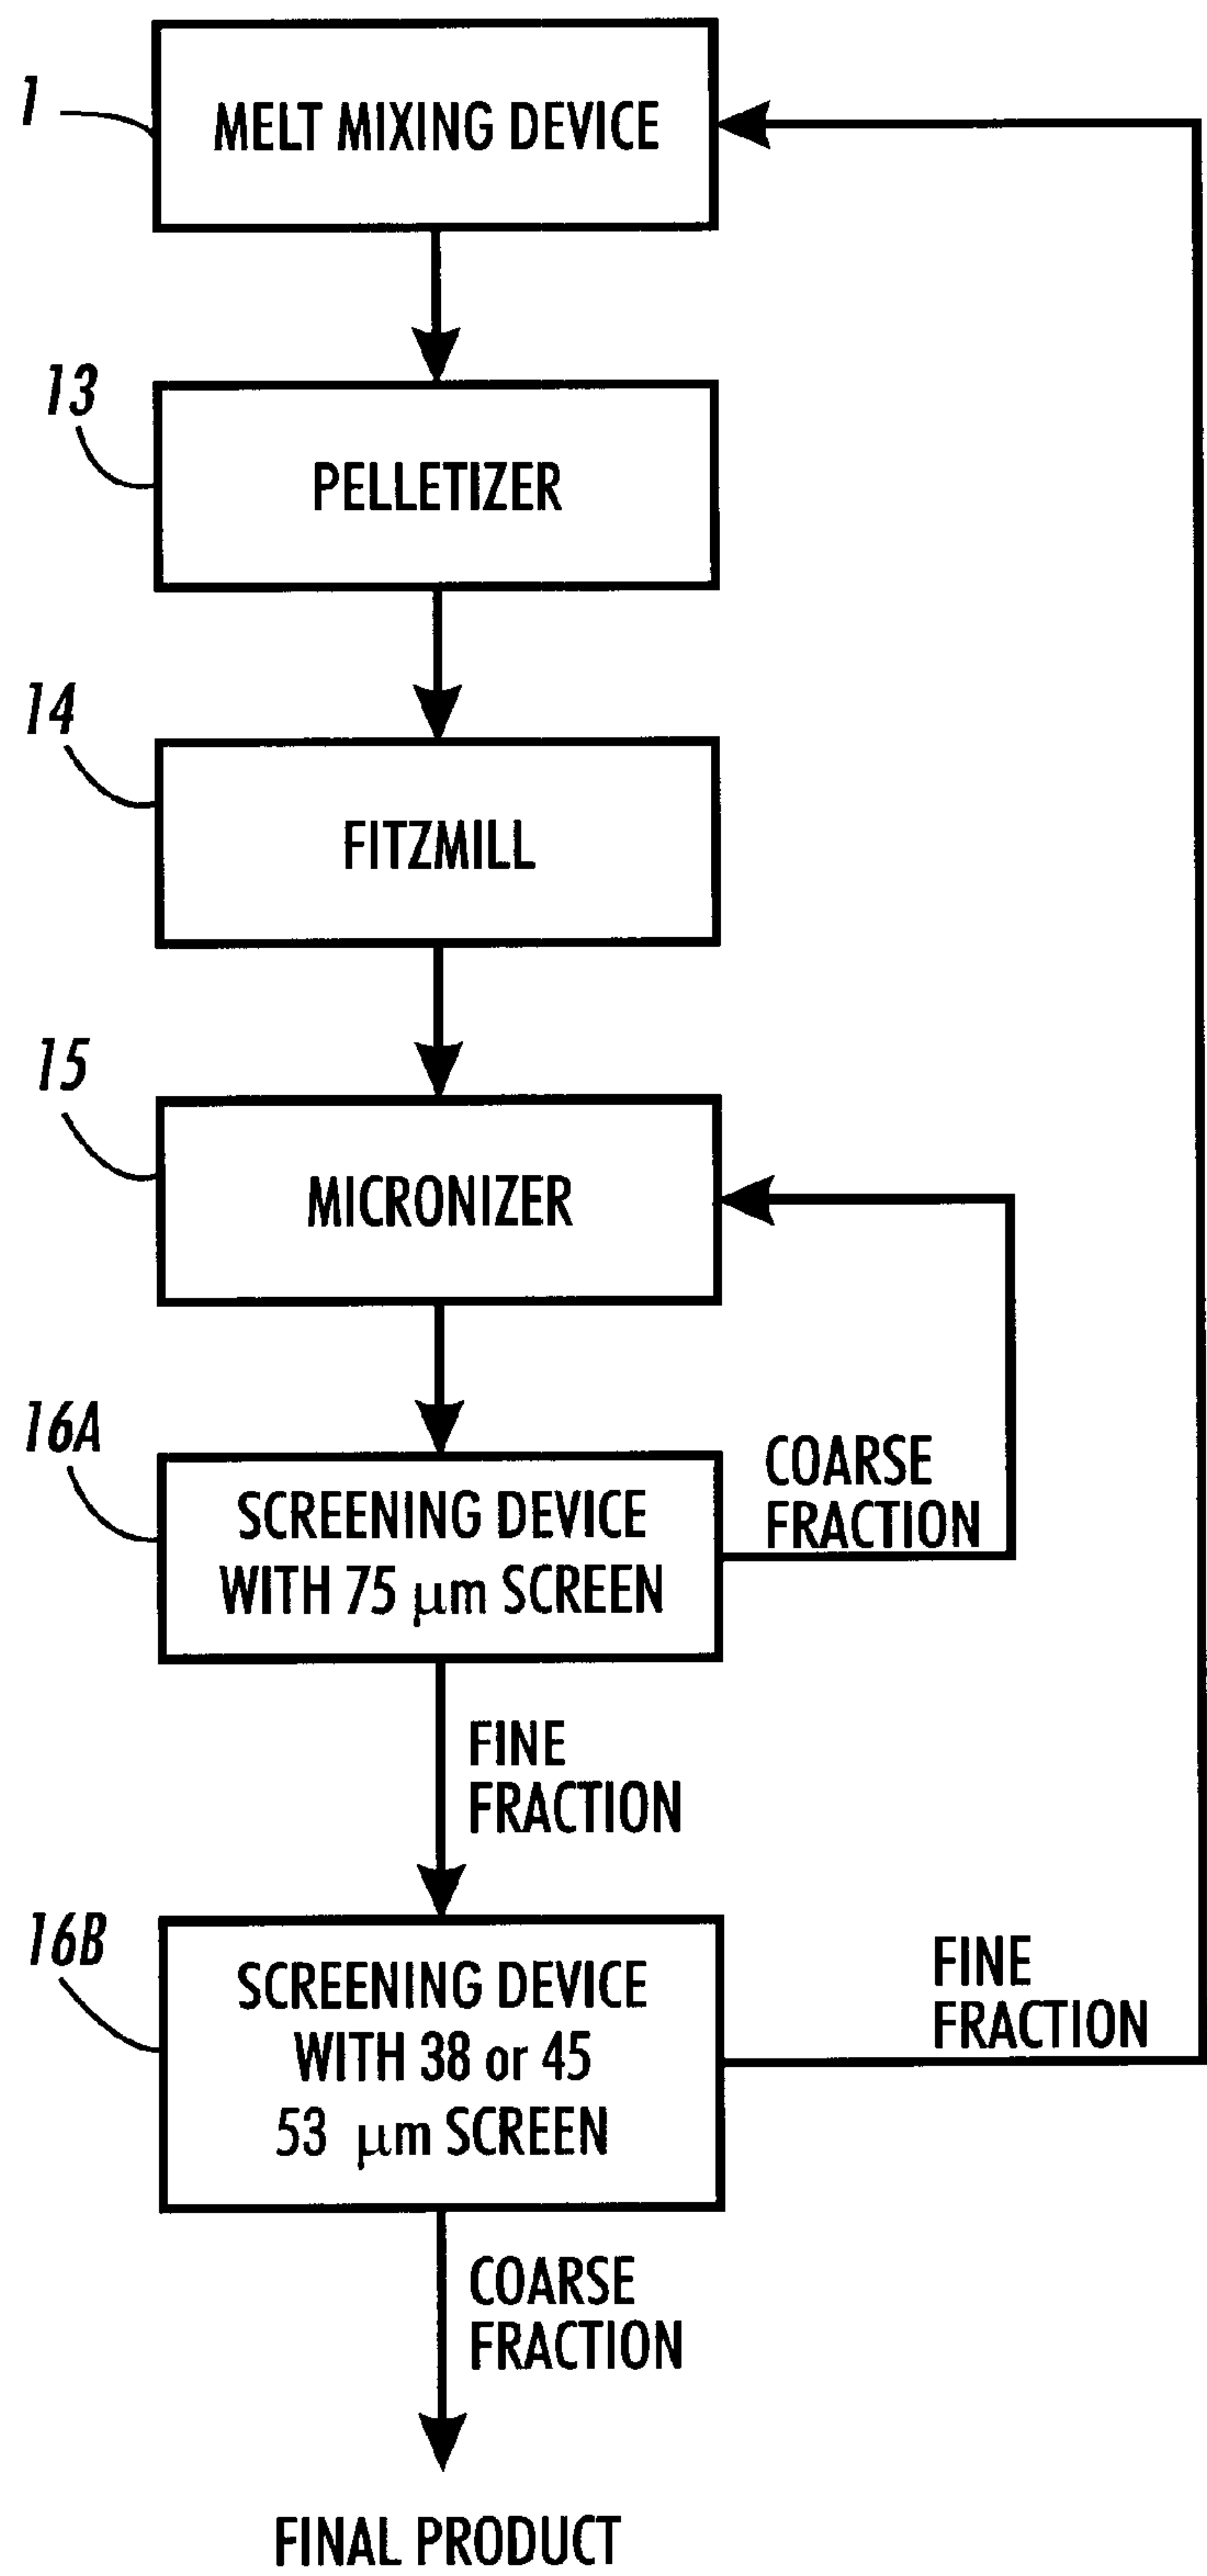 1
MELT MIXING DEVICE
13
PELLETIZER
14
FITZMILL
15
MICRONIZER
16A
SCREENING DEVICE
WITH 75 μm SCREEN
COARSE
FRACTION
FINE
FRACTION
16B
SCREENING DEVICE
WITH 38 or 45
53 μm SCREEN
FINE
FRACTION
COARSE
FRACTION
FINAL PRODUCT